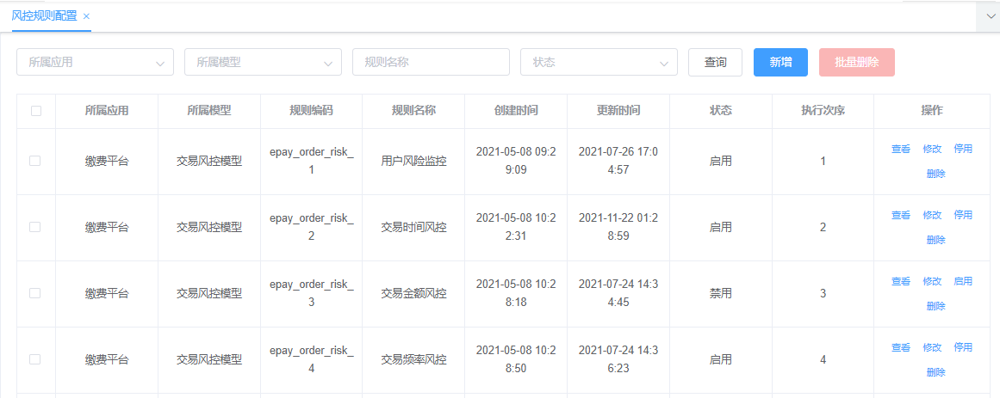 风控规则配置 ×
所属应用 所属模型 规则名称 状态 查询 新增 批量删除
所属应用 所属模型 规则编码 规则名称 创建时间 更新时间 状态 执行次序 操作
缴费平台 交易风控模型 epay_order_risk_1 用户风险监控 2021-05-08 09:29:09 2021-07-26 17:04:57 启用 1 查看 修改 停用 删除
缴费平台 交易风控模型 epay_order_risk_2 交易时间风控 2021-05-08 10:22:31 2021-11-22 01:28:59 启用 2 查看 修改 停用 删除
缴费平台 交易风控模型 epay_order_risk_3 交易金额风控 2021-05-08 10:28:18 2021-07-24 14:34:45 禁用 3 查看 修改 启用 删除
缴费平台 交易风控模型 epay_order_risk_4 交易频率风控 2021-05-08 10:28:50 2021-07-24 14:36:23 启用 4 查看 修改 停用 删除